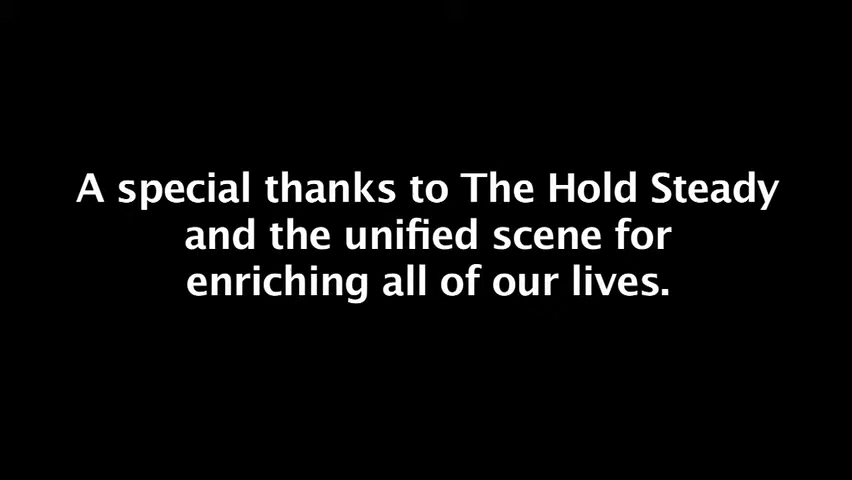 A special thanks to The Hold Steady
and the unified scene for
enriching all of our lives.